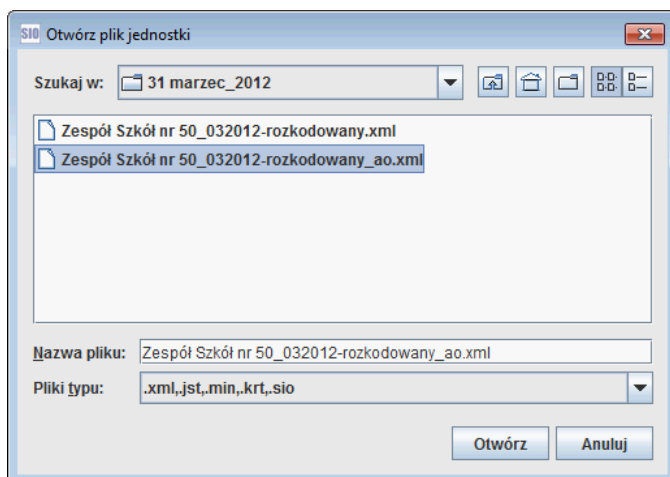 SIO Otwórz plik jednostki
Szukaj w: 31 marzec_2012
Zespół Szkół nr 50_032012-rozkodowany.xml
Zespół Szkół nr 50_032012-rozkodowany_ao.xml
Nazwa pliku: Zespół Szkół nr 50_032012-rozkodowany_ao.xml
Pliki typu: .xml,.jst,.min,.krt,.sio
Otwórz Anuluj